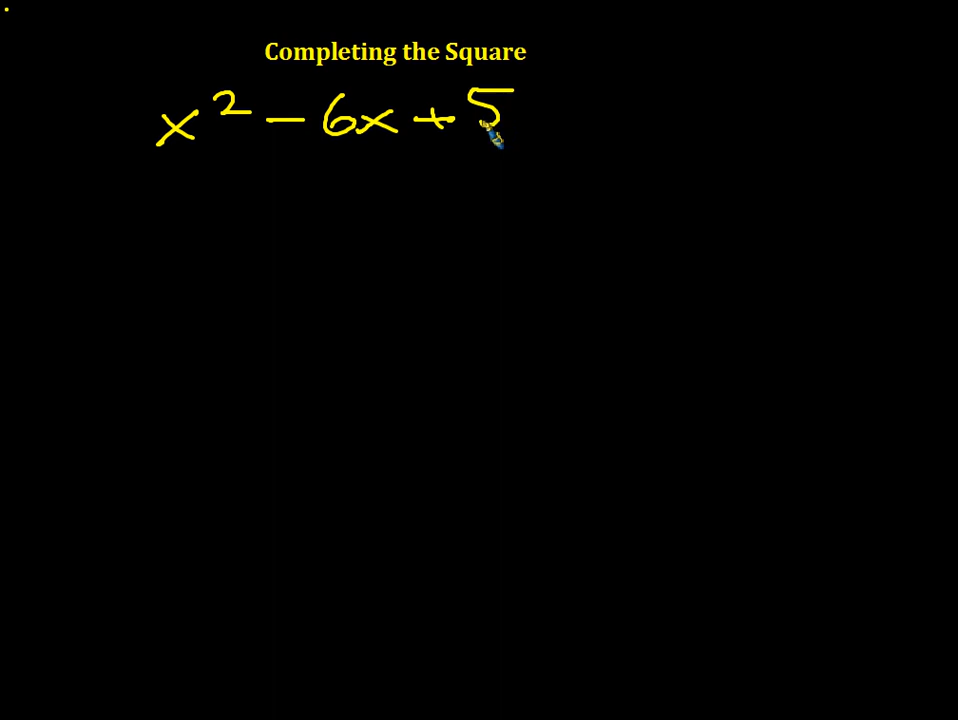 Completing the Square
x² - 6x + 5